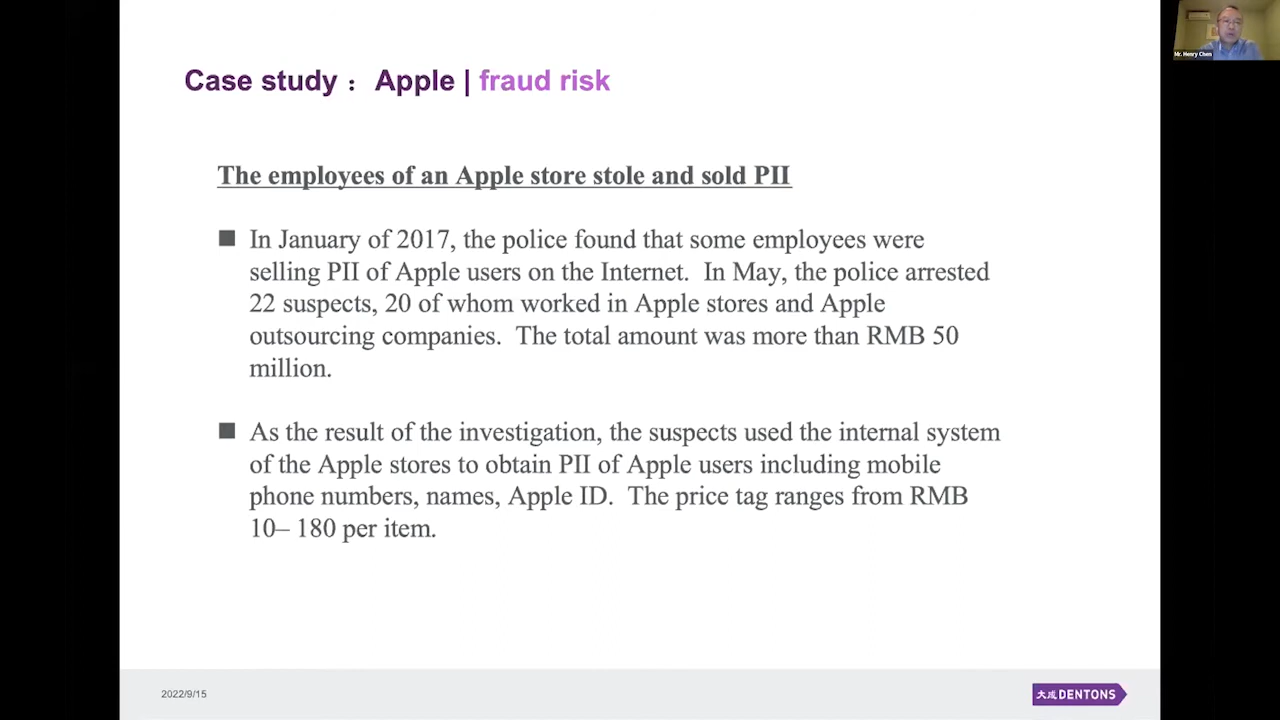 Case study： Apple | fraud risk
Mr. Henry Chen
The employees of an Apple store stole and sold PII
■ In January of 2017, the police found that some employees were
selling PII of Apple users on the Internet. In May, the police arrested
22 suspects, 20 of whom worked in Apple stores and Apple
outsourcing companies. The total amount was more than RMB 50
million.
■ As the result of the investigation, the suspects used the internal system
of the Apple stores to obtain PII of Apple users including mobile
phone numbers, names, Apple ID. The price tag ranges from RMB
10– 180 per item.
2022/9/15
大成 DENTONS